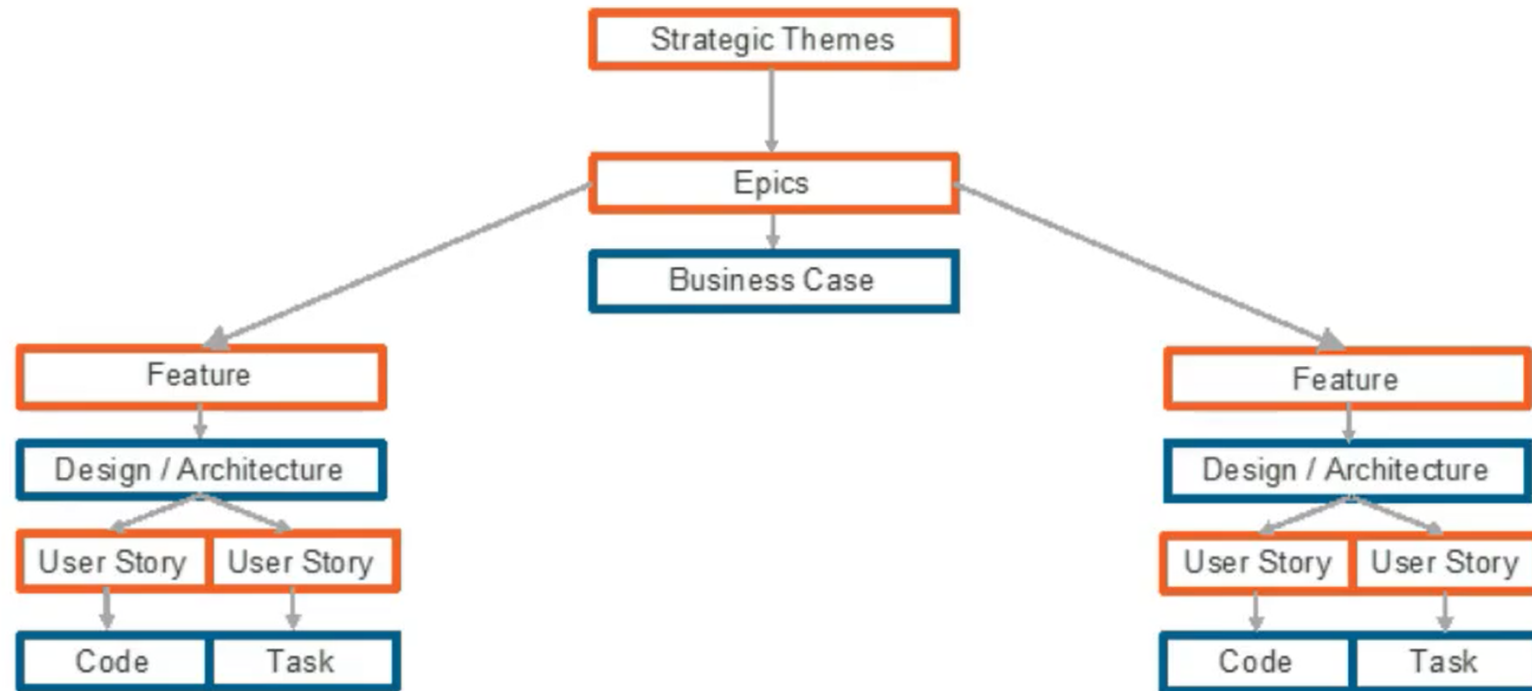 Strategic Themes
Epics
Business Case
Feature
Feature
Design / Architecture
Design / Architecture
User Story
User Story
User Story
User Story
Code
Task
Code
Task